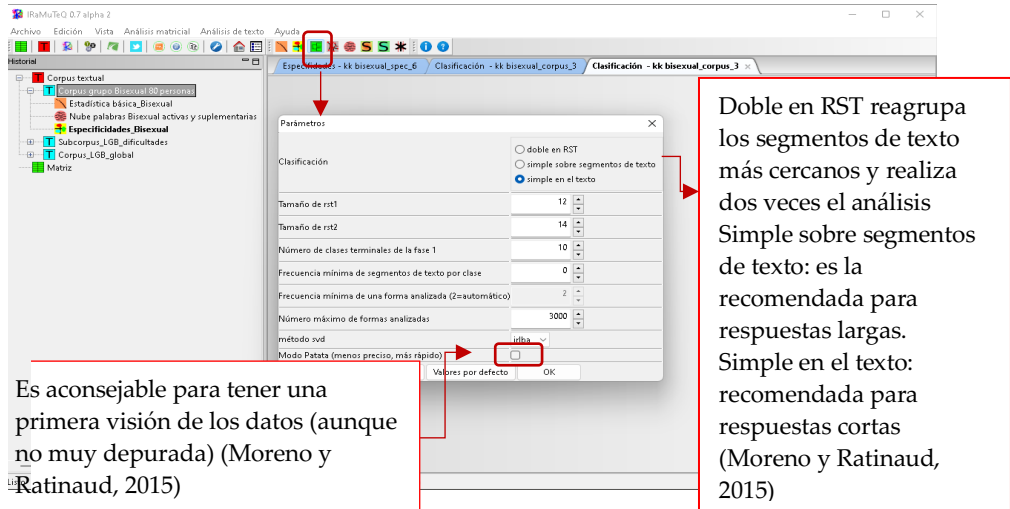 IRaMuTeQ 0.7 alpha 2
Archivo Edición Vista Análisis matricial Análisis de texto Ayuda
Historial
Especificidades - kk bisexual_spec_6
Clasificación - kk bisexual_corpus_3
Clasificación - kk bisexual_corpus_3
Corpus textual
Corpus grupo Bisexual 80 personas
Estadística básica_Bisexual
Nube palabras Bisexual activas y suplementarias
Especificidades_Bisexual
Subcorpus_LGB_dificultades
Corpus_LGB_global
Matriz
Parámetros
Clasificación
doble en RST
simple sobre segmentos de texto
simple en el texto
Tamaño de rst1 12
Tamaño de rst2 14
Número de clases terminales de la fase 1 10
Frecuencia mínima de segmentos de texto por clase 0
Frecuencia mínima de una forma analizada (2=automático) 2
Número máximo de formas analizadas 3000
método svd irlba
Modo Patata (menos preciso, más rápido)
Valores por defecto OK
Doble en RST reagrupa
los segmentos de texto
más cercanos y realiza
dos veces el análisis
Simple sobre segmentos
de texto: es la
recomendada para
respuestas largas.
Simple en el texto:
recomendada para
respuestas cortas
(Moreno y Ratinaud,
2015)
Es aconsejable para tener una
primera visión de los datos (aunque
no muy depurada) (Moreno y
Ratinaud, 2015)